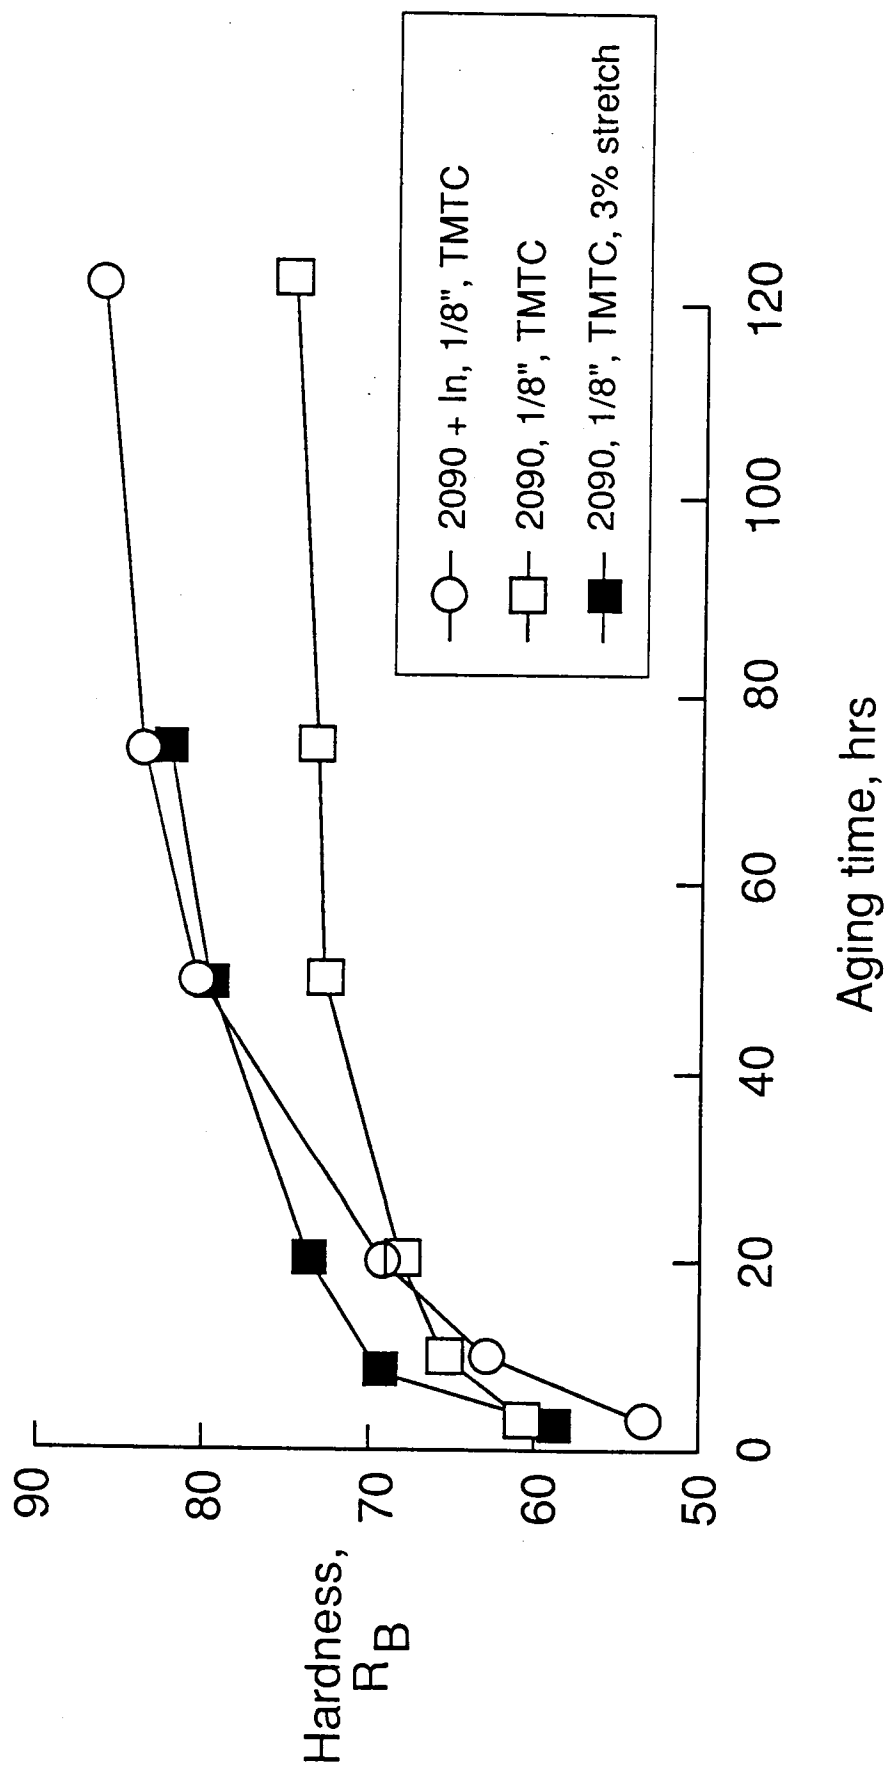 90
80
70
60
50
Hardness,
R_B
0
20
40
60
80
100
120
Aging time, hrs
2090 + In, 1/8", TMTC
2090, 1/8", TMTC
2090, 1/8", TMTC, 3% stretch